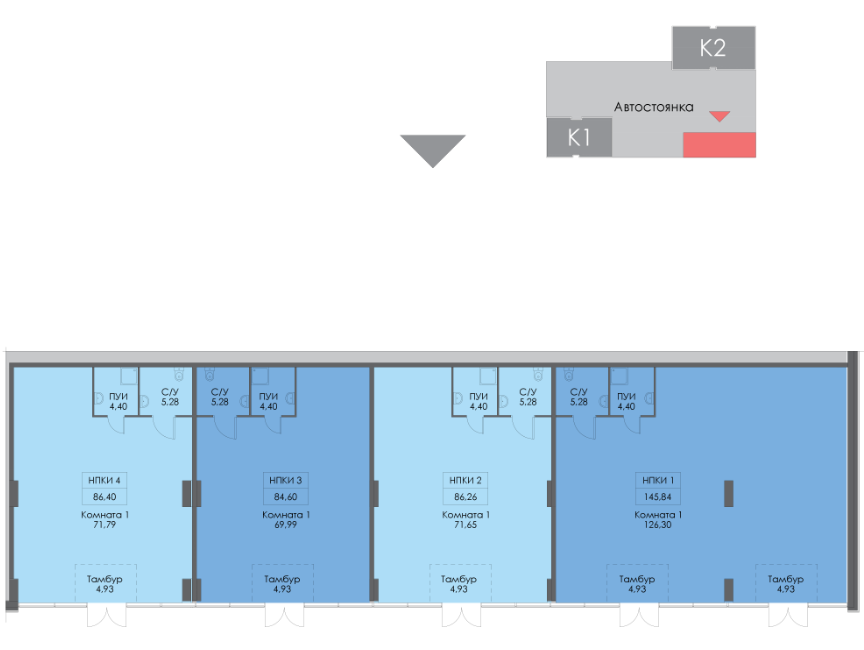 К2
Автостоянка
К1
ПУИ
4,40
С/У
5,28
С/У
5,28
ПУИ
4,40
ПУИ
4,40
С/У
5,28
С/У
5,28
ПУИ
4,40
НПКИ 4
86,40
Комната 1
71,79
НПКИ 3
84,60
Комната 1
69,99
НПКИ 2
86,26
Комната 1
71,65
НПКИ 1
145,84
Комната 1
126,30
Тамбур
4,93
Тамбур
4,93
Тамбур
4,93
Тамбур
4,93
Тамбур
4,93